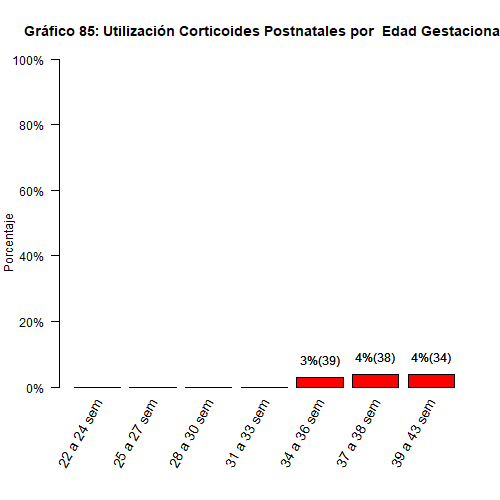 Gráfico 85: Utilización Corticoides Postnatales por  Edad Gestaciona
100%
80%
60%
40%
20%
0%
Porcentaje
3%(39)
4%(38)
4%(34)
22 a 24 sem
25 a 27 sem
28 a 30 sem
31 a 33 sem
34 a 36 sem
37 a 38 sem
39 a 43 sem